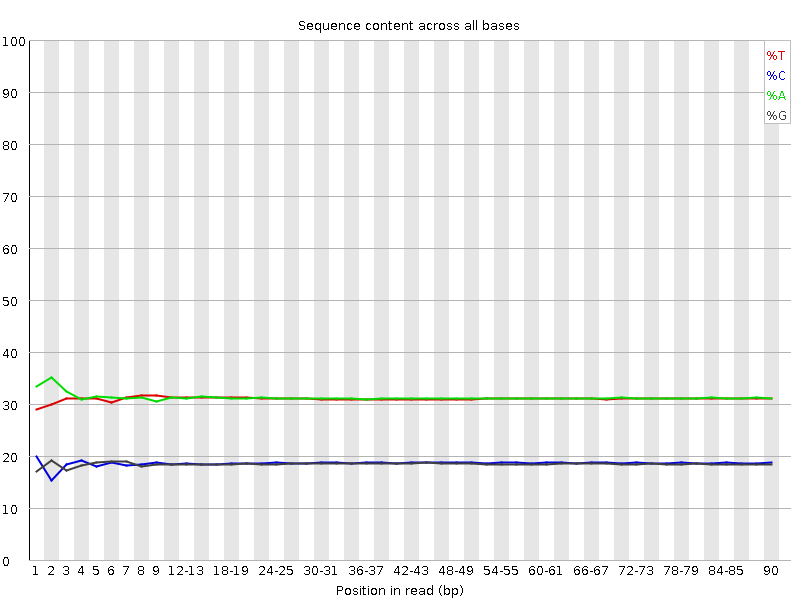 Sequence content across all bases
100
90
80
70
60
50
40
30
20
10
0
%T
%C
%A
%G
1 2 3 4 5 6 7 8 9 12-13 18-19 24-25 30-31 36-37 42-43 48-49 54-55 60-61 66-67 72-73 78-79 84-85 90
Position in read (bp)